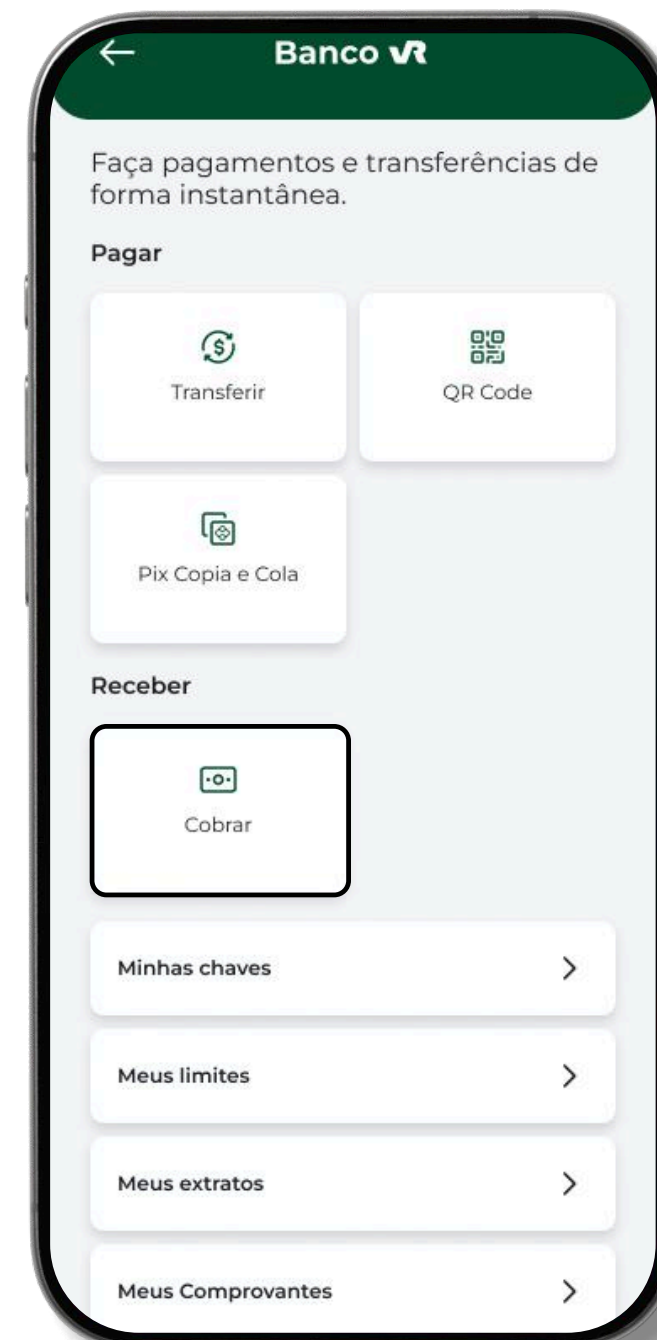 Banco VR
Faça pagamentos e transferências de
forma instantânea.
Pagar
Transferir
QR Code
Pix Copia e Cola
Receber
Cobrar
Minhas chaves
Meus limites
Meus extratos
Meus Comprovantes